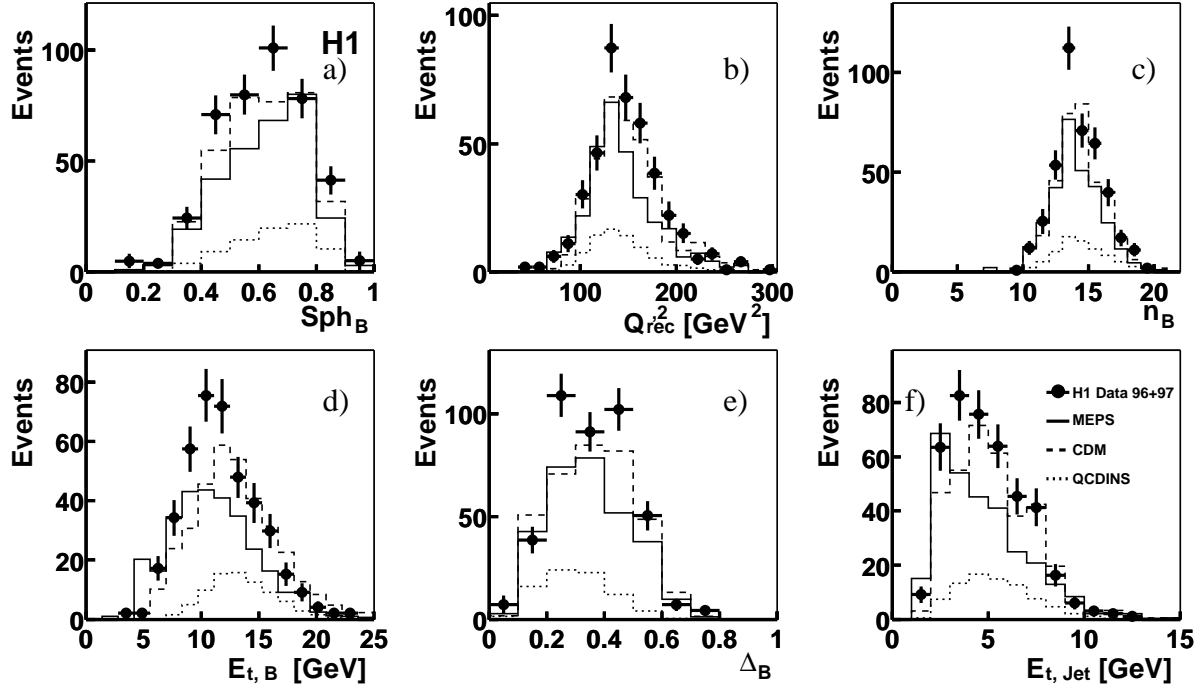 Events
100
50
0
H1
a)
0 0.2 0.4 0.6 0.8 1
Sph_B
Events
100
50
0
b)
100 200 300
Q'^2_rec [GeV^2]
Events
100
50
0
c)
0 5 10 15 20
n_B
Events
80
60
40
20
0
d)
0 5 10 15 20 25
E_t, B [GeV]
Events
100
50
0
e)
0 0.2 0.4 0.6 0.8 1
Δ_B
Events
80
60
40
20
0
f)
H1 Data 96+97
MEPS
CDM
QCDINS
0 5 10 15
E_t, Jet [GeV]